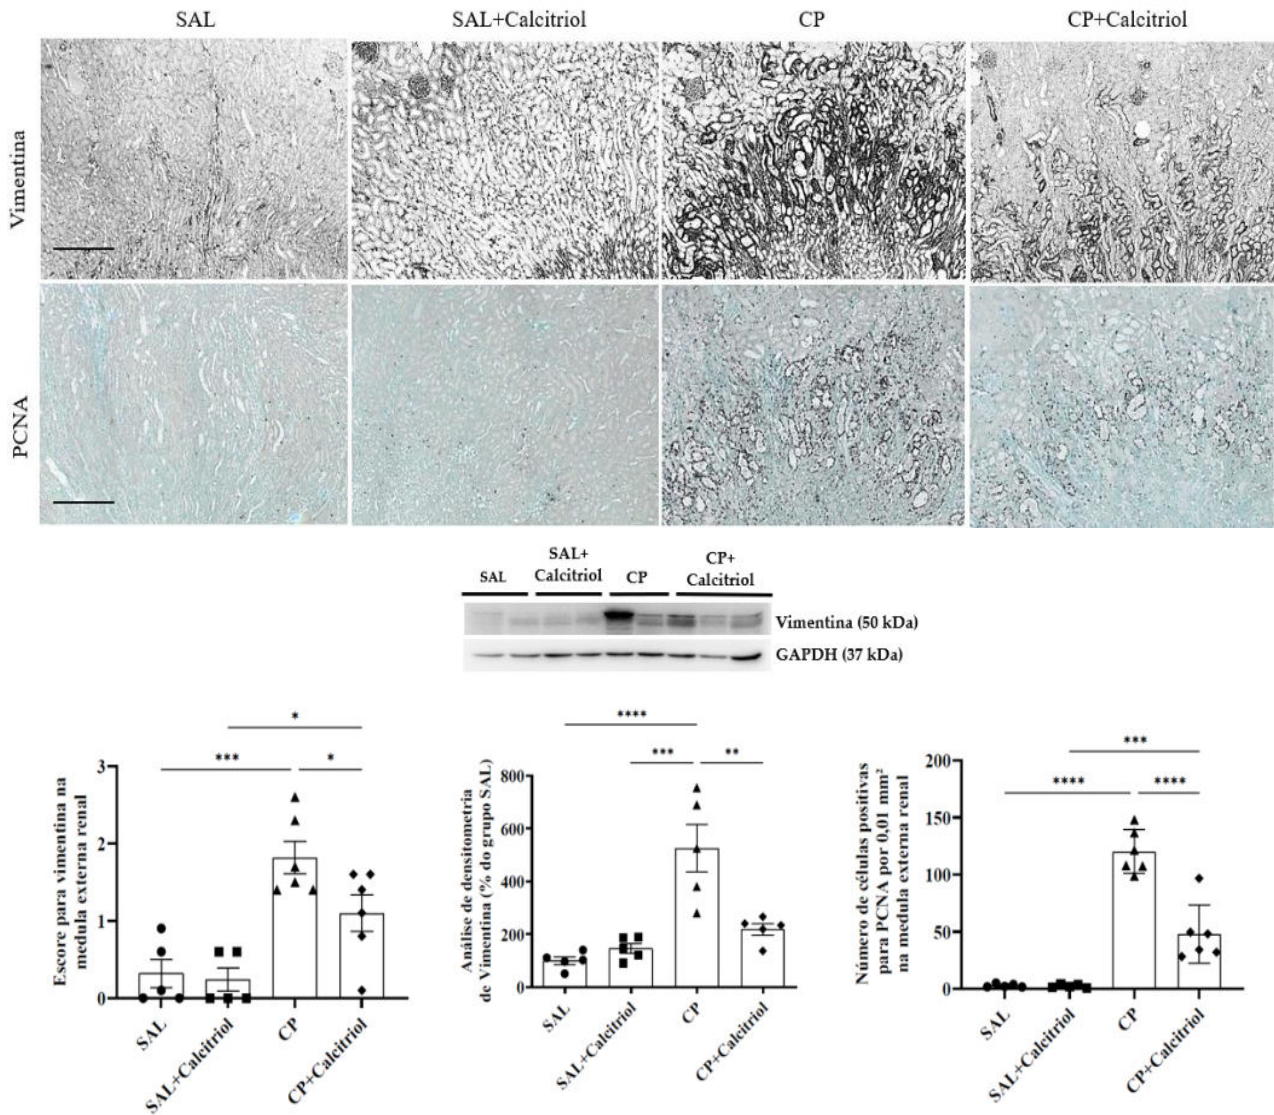 SAL
SAL+Calcitriol
CP
CP+Calcitriol
Vimentina
PCNA
SAL
SAL+
Calcitriol
CP
CP+
Calcitriol
Vimentina (50 kDa)
GAPDH (37 kDa)
*
***
*
3
2
1
0
Escore para vimentina na
medula externa renal
SAL
SAL+Calcitriol
CP
CP+Calcitriol
****
***
**
800
600
400
200
0
Análise de densitometria
de Vimentina (% do grupo SAL)
SAL
SAL+Calcitriol
CP
CP+Calcitriol
***
****
****
200
150
100
50
0
Número de células positivas
para PCNA por 0,01 mm²
na medula externa renal
SAL
SAL+Calcitriol
CP
CP+Calcitriol